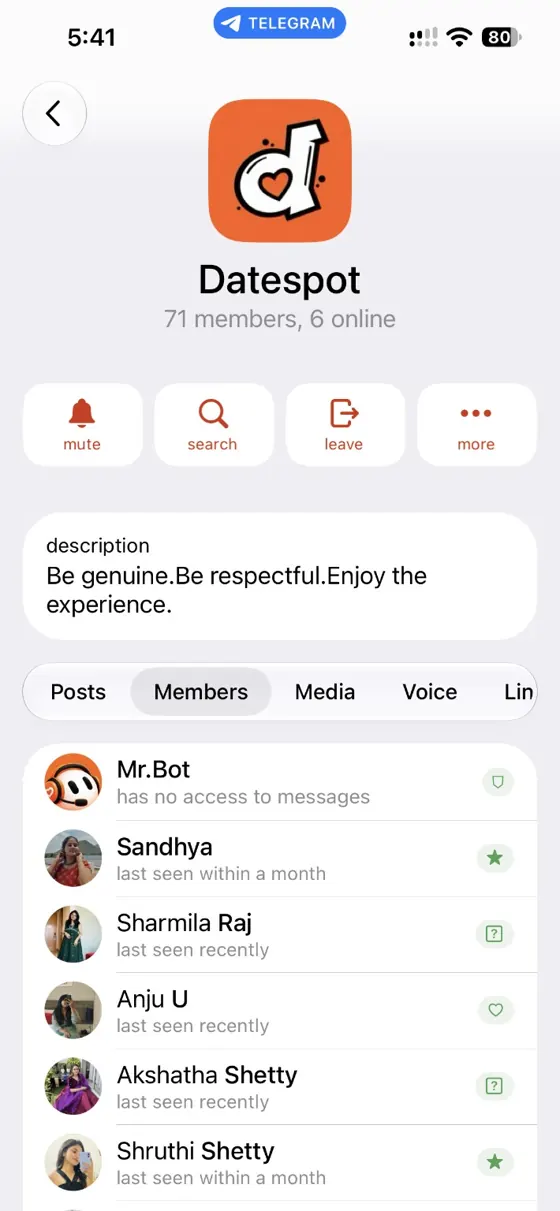 5:41
TELEGRAM
80
d
Datespot
71 members, 6 online
mute
search
leave
more
description
Be genuine.Be respectful.Enjoy the
experience.
Posts
Members
Media
Voice
Lin
Mr.Bot
has no access to messages
Sandhya
last seen within a month
Sharmila Raj
last seen recently
?
Anju U
last seen recently
Akshatha Shetty
last seen recently
?
Shruthi Shetty
last seen within a month